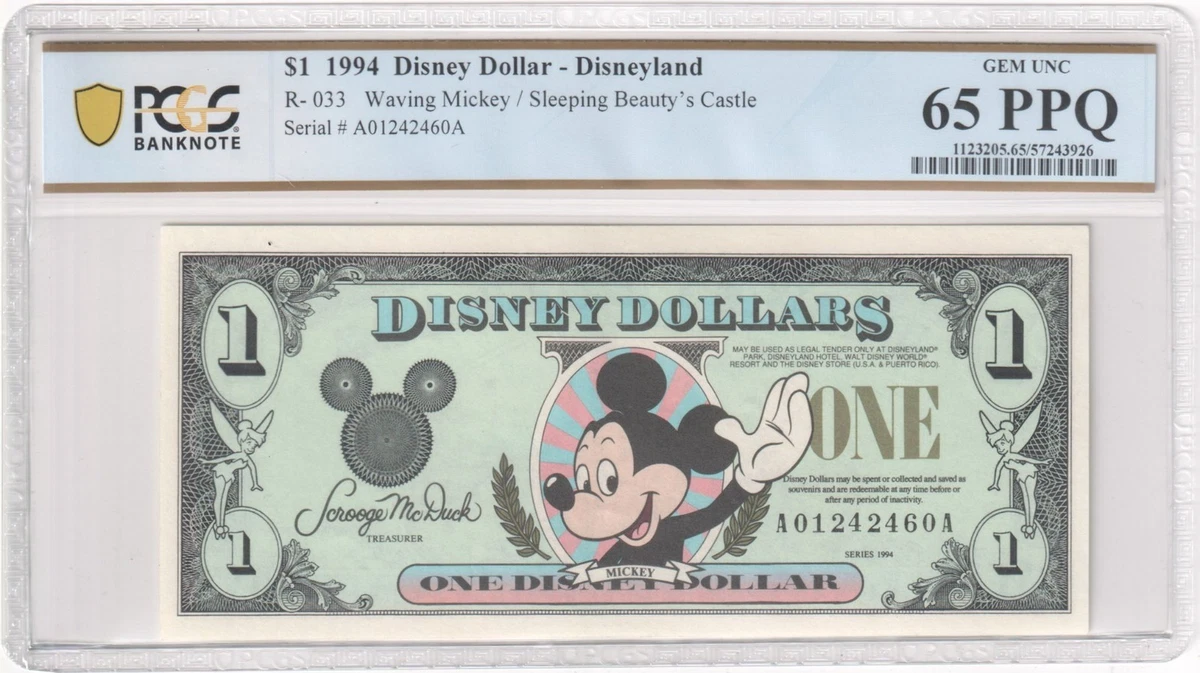 PCGS
BANKNOTE
$1 1994 Disney Dollar - Disneyland
R- 033 Waving Mickey / Sleeping Beauty's Castle
Serial # A01242460A
GEM UNC
65 PPQ
1123205.65/57243926
1
1
DISNEY DOLLARS
MAY BE USED AS LEGAL TENDER ONLY AT DISNEYLAND®
PARK, DISNEYLAND HOTEL, WALT DISNEY WORLD®
RESORT AND THE DISNEY STORE (U.S.A. & PUERTO RICO).
ONE
Disney Dollars may be spent or collected and saved as
souvenirs and are redeemable at any time before or
after any period of inactivity.
A01242460A
SERIES 1994
Scrooge McDuck
TREASURER
1
1
MICKEY
ONE DISNEY DOLLAR